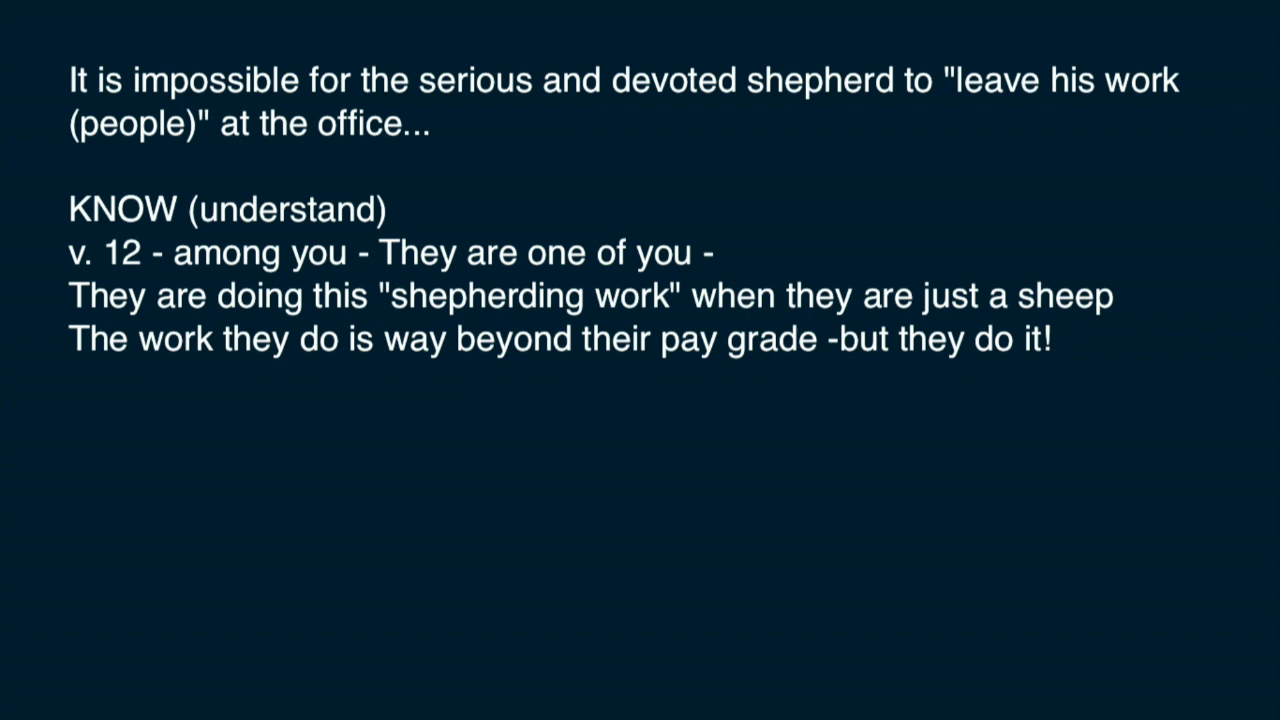 It is impossible for the serious and devoted shepherd to "leave his work
(people)" at the office...
KNOW (understand)
v. 12 - among you - They are one of you -
They are doing this "shepherding work" when they are just a sheep
The work they do is way beyond their pay grade -but they do it!